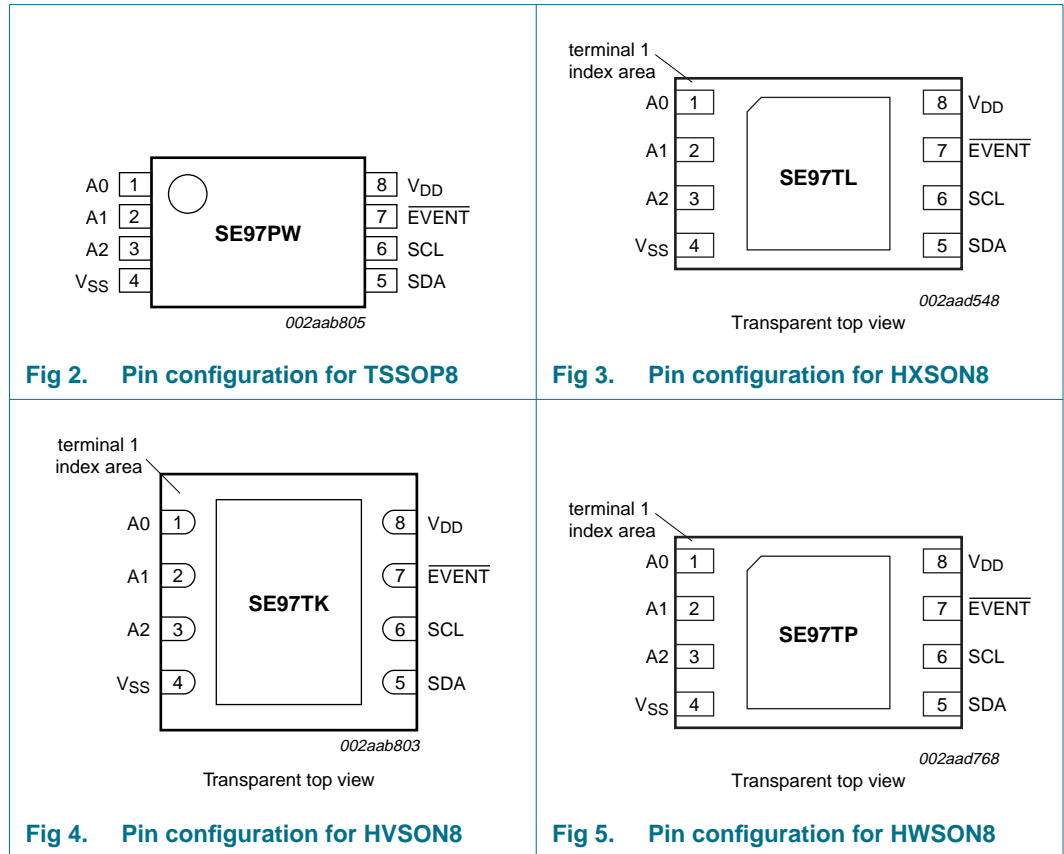 A0 1
A1 2
A2 3
VSS 4
SE97PW
8 VDD
7 EVENT
6 SCL
5 SDA
002aab805
Fig 2. Pin configuration for TSSOP8
terminal 1
index area
A0 1
A1 2
A2 3
VSS 4
SE97TL
8 VDD
7 EVENT
6 SCL
5 SDA
002aad548
Transparent top view
Fig 3. Pin configuration for HXSON8
terminal 1
index area
A0 1
A1 2
A2 3
VSS 4
SE97TK
8 VDD
7 EVENT
6 SCL
5 SDA
002aab803
Transparent top view
Fig 4. Pin configuration for HVSON8
terminal 1
index area
A0 1
A1 2
A2 3
VSS 4
SE97TP
8 VDD
7 EVENT
6 SCL
5 SDA
002aad768
Transparent top view
Fig 5. Pin configuration for HWSON8